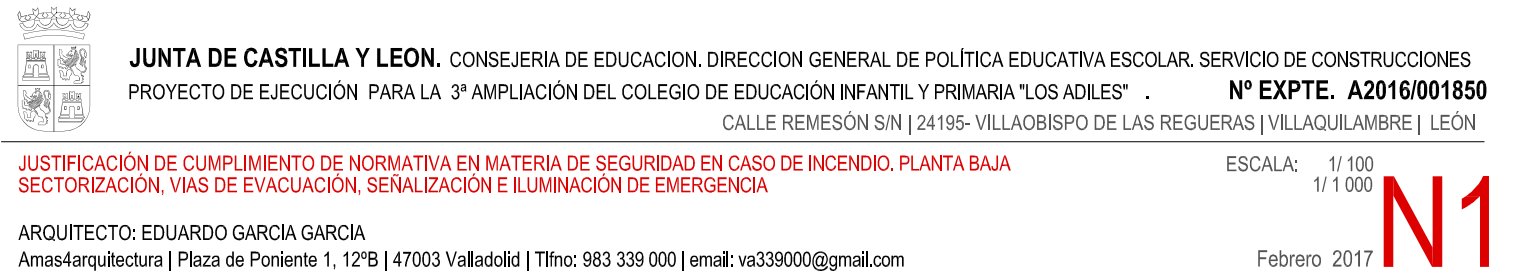 JUNTA DE CASTILLA Y LEON. CONSEJERIA DE EDUCACION. DIRECCION GENERAL DE POLÍTICA EDUCATIVA ESCOLAR. SERVICIO DE CONSTRUCCIONES
PROYECTO DE EJECUCIÓN PARA LA 3ª AMPLIACIÓN DEL COLEGIO DE EDUCACIÓN INFANTIL Y PRIMARIA "LOS ADILES" . Nº EXPTE. A2016/001850
CALLE REMESÓN S/N | 24195- VILLAOBISPO DE LAS REGUERAS | VILLAQUILAMBRE | LEÓN
JUSTIFICACIÓN DE CUMPLIMIENTO DE NORMATIVA EN MATERIA DE SEGURIDAD EN CASO DE INCENDIO. PLANTA BAJA
SECTORIZACIÓN, VIAS DE EVACUACIÓN, SEÑALIZACIÓN E ILUMINACIÓN DE EMERGENCIA
ESCALA: 1/ 100
1/ 1 000
N1
ARQUITECTO: EDUARDO GARCIA GARCIA
Amas4arquitectura | Plaza de Poniente 1, 12ºB | 47003 Valladolid | Tlfno: 983 339 000 | email: va339000@gmail.com
Febrero 2017